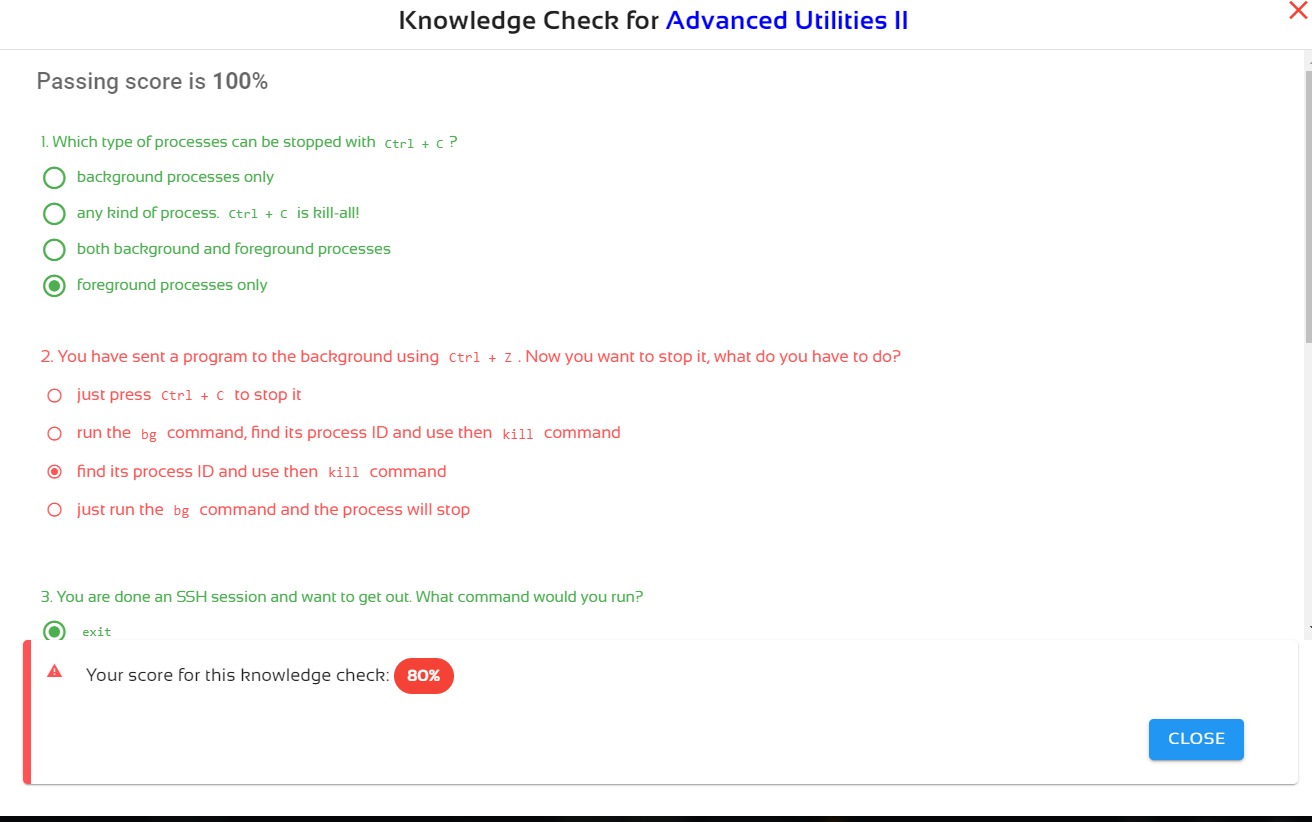 Knowledge Check for Advanced Utilities II
Passing score is 100%
1. Which type of processes can be stopped with Ctrl + C ?
background processes only
any kind of process. Ctrl + C is kill-all!
both background and foreground processes
foreground processes only
2. You have sent a program to the background using Ctrl + Z . Now you want to stop it, what do you have to do?
just press Ctrl + C to stop it
run the bg command, find its process ID and use then kill command
find its process ID and use then kill command
just run the bg command and the process will stop
3. You are done an SSH session and want to get out. What command would you run?
exit
Your score for this knowledge check: 80%
CLOSE